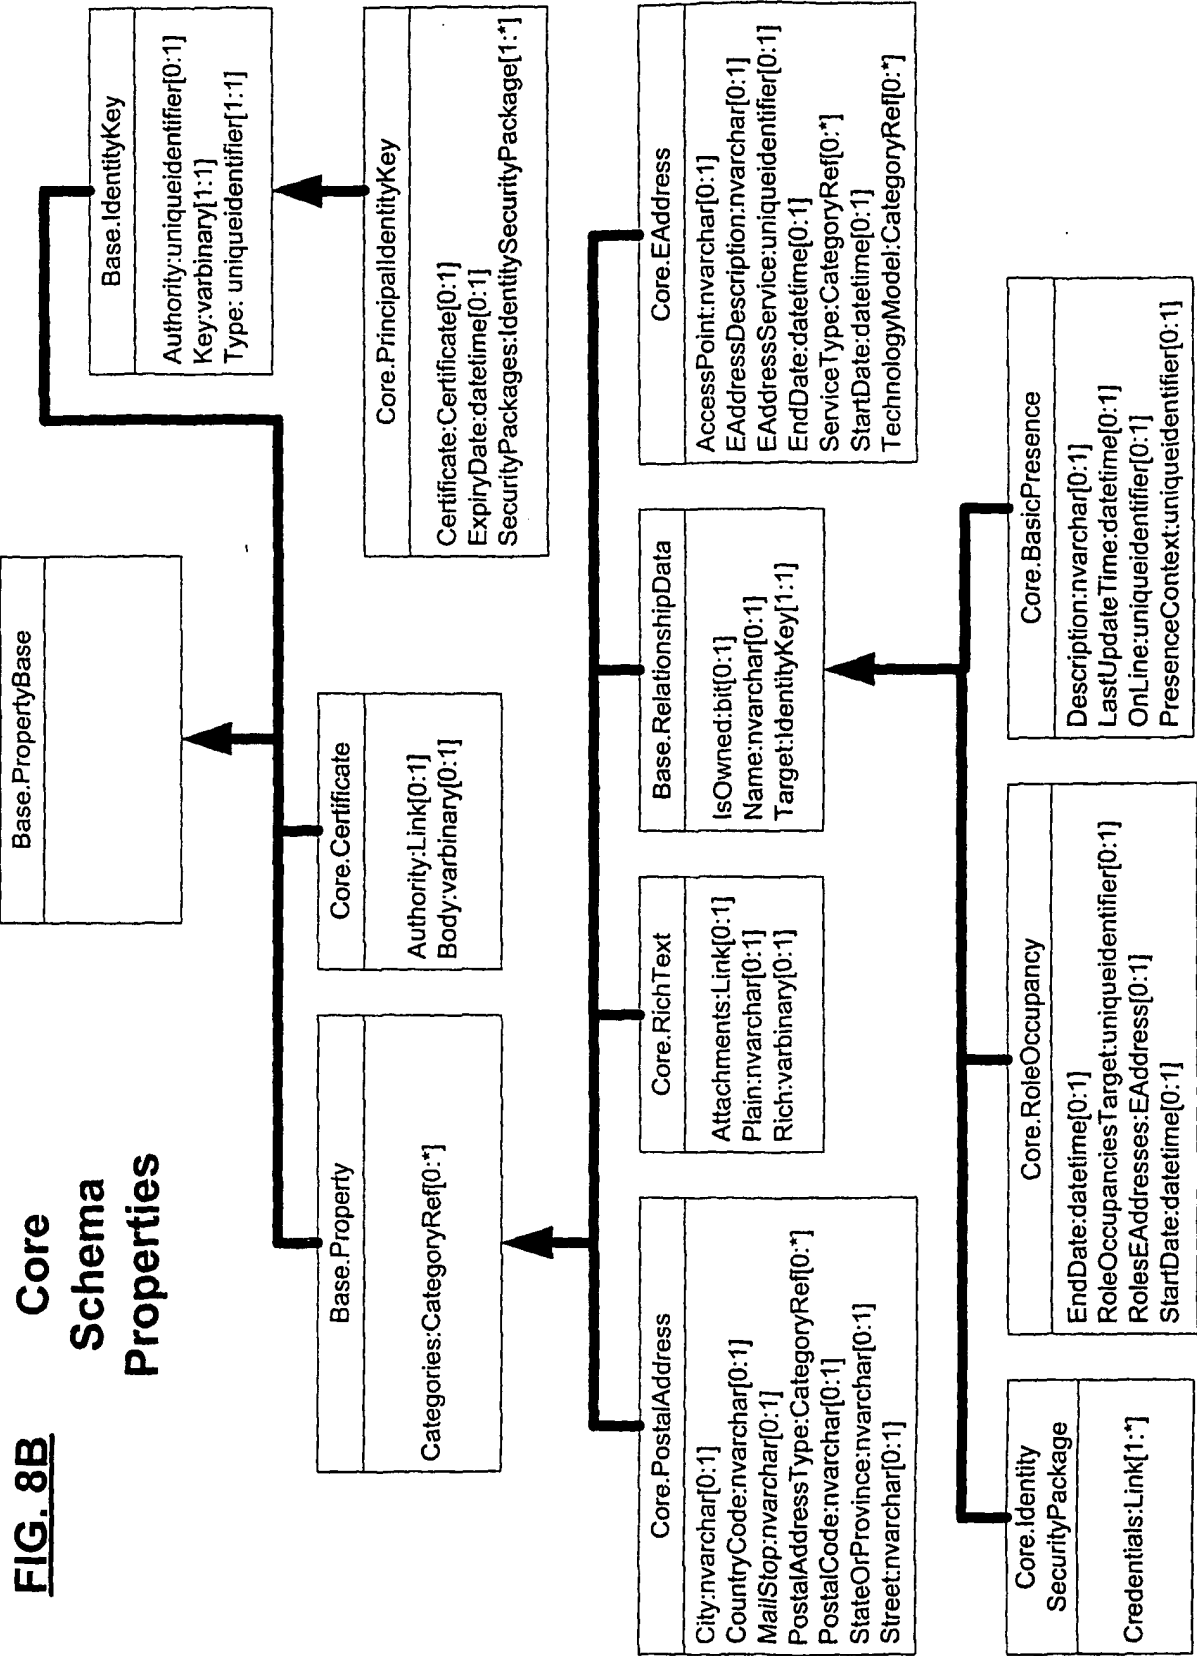 FIG. 8B
Core
Schema
Properties
Base.PropertyBase
Base.Property
Categories:CategoryRef[0:*]
Core.Certificate
Authority:Link[0:1]
Body:varbinary[0:1]
Base.IdentityKey
Authority:uniqueidentifier[0:1]
Key:varbinary[1:1]
Type: uniqueidentifier[1:1]
Core.PrincipalIdentityKey
Certificate:Certificate[0:1]
ExpiryDate:datetime[0:1]
SecurityPackages:IdentitySecurityPackage[1:*]
Core.PostalAddress
City:nvarchar[0:1]
CountryCode:nvarchar[0:1]
MailStop:nvarchar[0:1]
PostalAddressType:CategoryRef[0:*]
PostalCode:nvarchar[0:1]
StateOrProvince:nvarchar[0:1]
Street:nvarchar[0:1]
Core.RichText
Attachments:Link[0:1]
Plain:nvarchar[0:1]
Rich:varbinary[0:1]
Base.RelationshipData
IsOwned:bit[0:1]
Name:nvarchar[0:1]
Target:IdentityKey[1:1]
Core.EAddress
AccessPoint:nvarchar[0:1]
EAddressDescription:nvarchar[0:1]
EAddressService:uniqueidentifier[0:1]
EndDate:datetime[0:1]
ServiceType:CategoryRef[0:*]
StartDate:datetime[0:1]
TechnologyModel:CategoryRef[0:*]
Core.Identity
SecurityPackage
Credentials:Link[1:*]
Core.RoleOccupancy
EndDate:datetime[0:1]
RoleOccupanciesTarget:uniqueidentifier[0:1]
RolesEAddresses:EAddress[0:1]
StartDate:datetime[0:1]
Core.BasicPresence
Description:nvarchar[0:1]
LastUpdateTime:datetime[0:1]
OnLine:uniqueidentifier[0:1]
PresenceContext:uniqueidentifier[0:1]